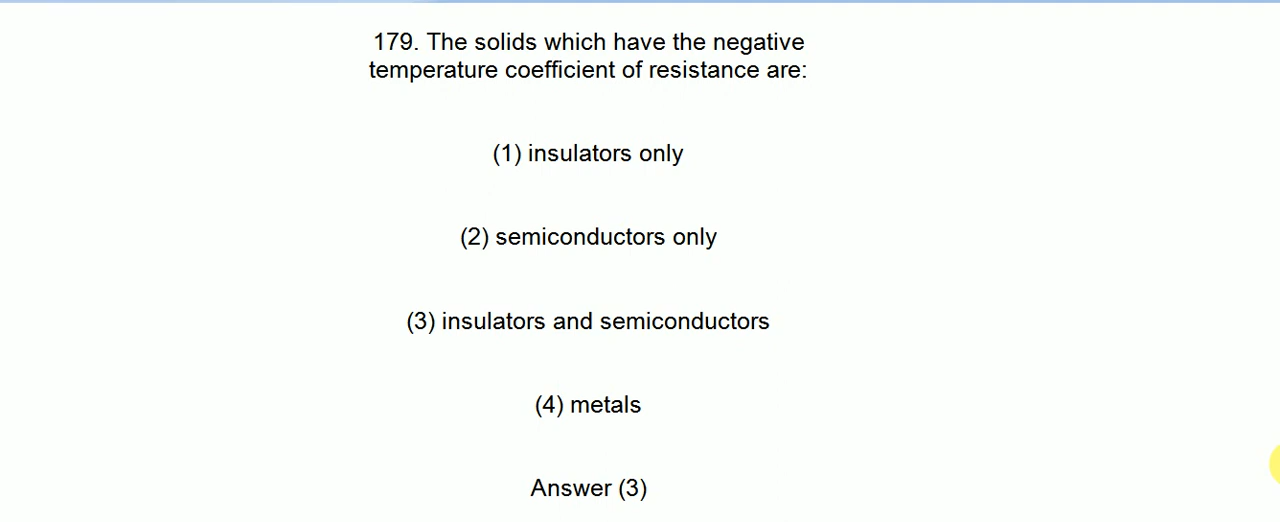 179. The solids which have the negative
temperature coefficient of resistance are:
(1) insulators only
(2) semiconductors only
(3) insulators and semiconductors
(4) metals
Answer (3)